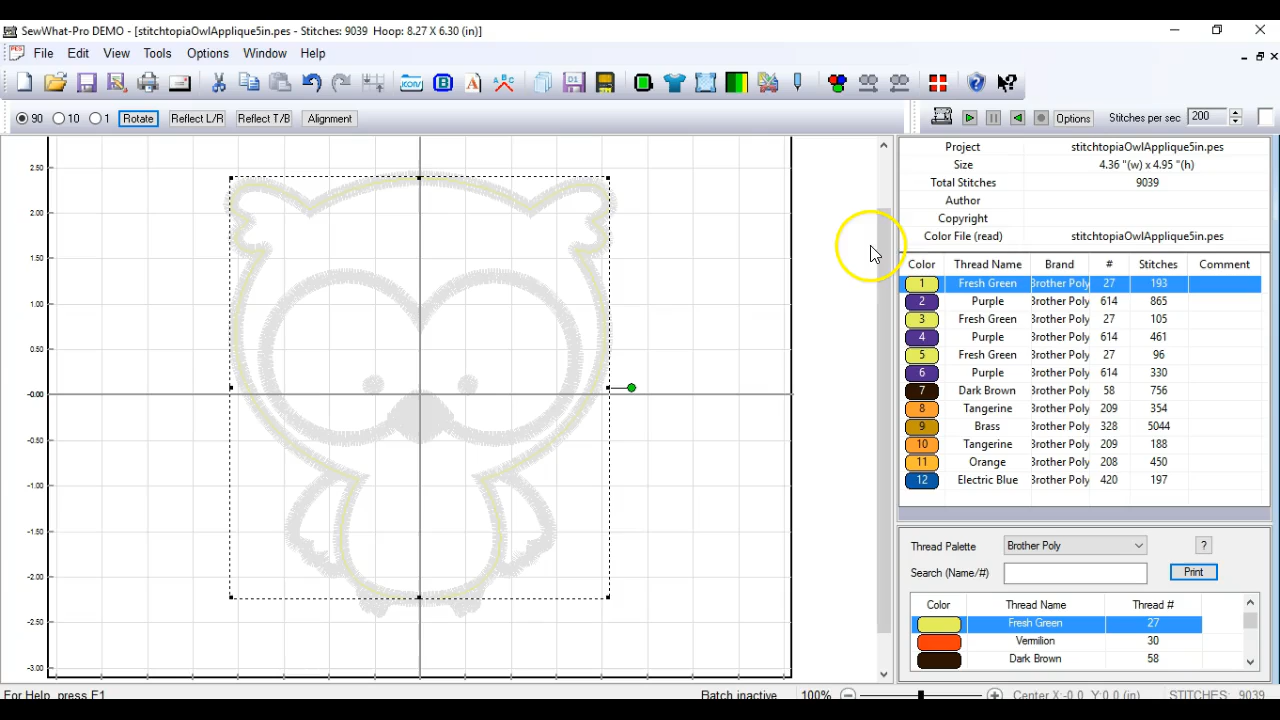 SewWhat-Pro DEMO - [stitchtopiaOwlApplique5in.pes - Stitches: 9039 Hoop: 8.27 X 6.30 (in)]
File Edit View Tools Options Window Help
90 10 1 Rotate Reflect L/R Reflect T/B Alignment
Options Stitches per sec 200
Project stitchtopiaOwlApplique5in.pes
Size 4.36 "(w) x 4.95 "(h)
Total Stitches 9039
Author
Copyright
Color File (read) stitchtopiaOwlApplique5in.pes
Color Thread Name Brand # Stitches Comment
1 Fresh Green Brother Poly 27 193
2 Purple Brother Poly 614 865
3 Fresh Green Brother Poly 27 105
4 Purple Brother Poly 614 461
5 Fresh Green Brother Poly 27 96
6 Purple Brother Poly 614 330
7 Dark Brown Brother Poly 58 756
8 Tangerine Brother Poly 209 354
9 Brass Brother Poly 328 5044
10 Tangerine Brother Poly 209 188
11 Orange Brother Poly 208 450
12 Electric Blue Brother Poly 420 197
Thread Palette Brother Poly ?
Search (Name/#) Print
Color Thread Name Thread #
Fresh Green 27
Vermilion 30
Dark Brown 58
2.50
2.00
1.50
1.00
0.50
-0.00
-0.50
-1.00
-1.50
-2.00
-2.50
-3.00
For Help, press F1 Batch inactive 100% Center X:-0.0, Y:0.0 (in) STITCHES: 9039